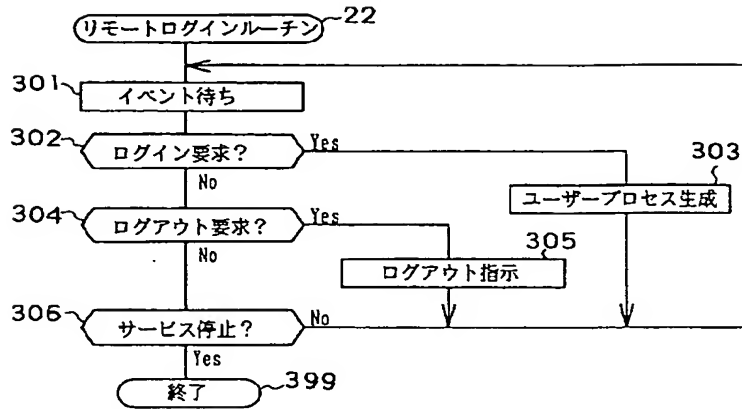 リモートログインルーチン
22
301
イベント待ち
302
ログイン要求?
Yes
No
303
ユーザープロセス生成
304
ログアウト要求?
Yes
No
305
ログアウト指示
306
サービス停止?
No
Yes
終了
399